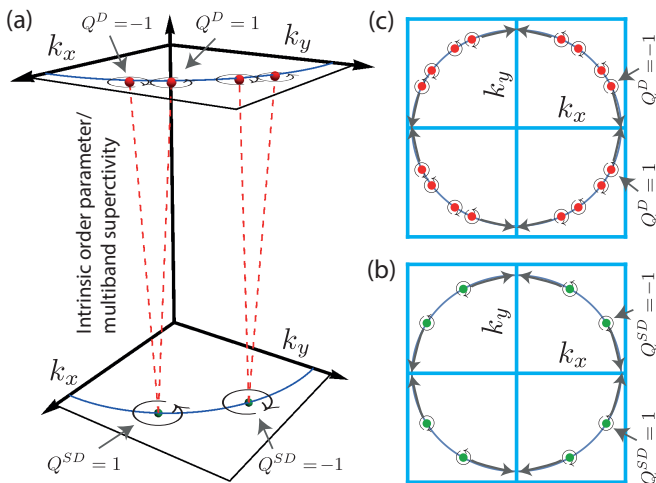 (a)
Q^D = −1
Q^D = 1
k_x
k_y
Intrinsic order parameter/
multiband superctivity
k_x
k_y
Q^{SD} = 1
Q^{SD} = −1
(c)
k_y
k_x
Q^D = −1
Q^D = 1
(b)
k_y
k_x
Q^{SD} = −1
Q^{SD} = 1